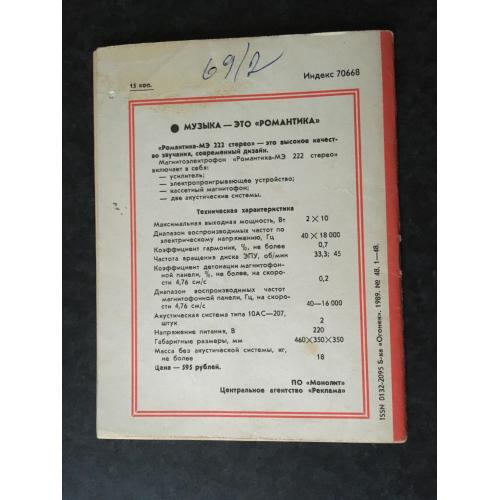 69/2
15 коп.
Индекс 70668
МУЗЫКА — ЭТО «РОМАНТИКА»
«Романтика-МЭ 222 стерео» — это высокое качест-
во звучания, современный дизайн.
Магнитоэлектрофон «Романтика-МЭ 222 стерео»
включает в себя:
— усилитель;
— электропроигрывающее устройство;
— кассетный магнитофон;
— две акустические системы.
Техническая характеристика
Максимальная выходная мощность, Вт 2×10
Диапазон воспроизводимых частот по
электрическому напряжению, Гц 40×18 000
Коэффициент гармоник, %, не более 0,7
Частота вращения диска ЭПУ, об/мин 33,3; 45
Коэффициент детонации магнитофон-
ной панели, %, не более, на скоро-
сти 4,76 см/с 0,2
Диапазон воспроизводимых частот
магнитофонной панели, Гц, на скоро-
сти 4,76 см/с 40—16 000
Акустическая система типа 10АС—207,
штук 2
Напряжение питания, В 220
Габаритные размеры, мм 460×350×350
Масса без акустической системы, кг,
не более 18
Цена — 595 рублей.
ПО «Монолит»
Центральное агентство «Реклама»
ISSN 0132-2095 Б-ка «Огонек». 1989. № 48. 1—48.